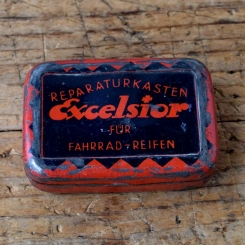 REPARATURKASTEN
Excelsior
FÜR
FAHRRAD-REIFEN